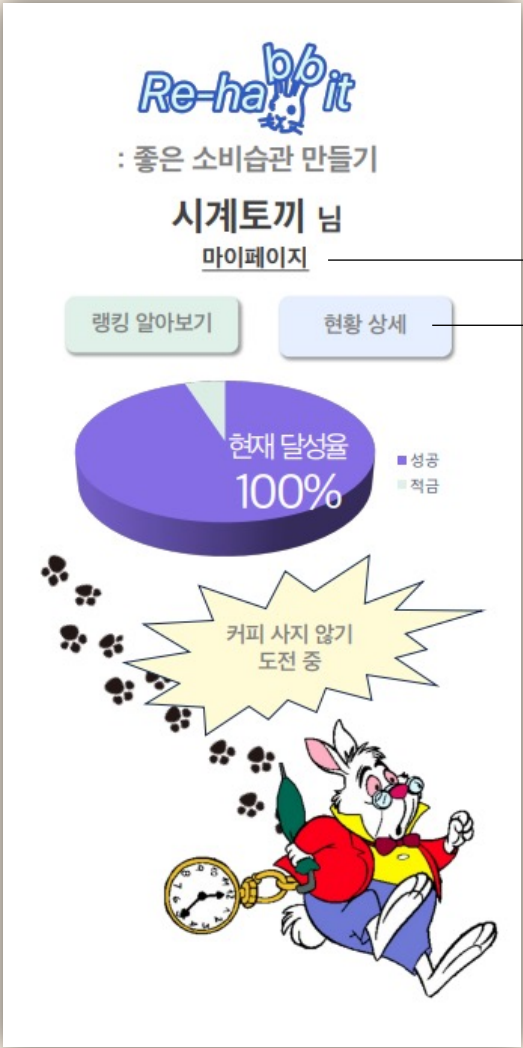 Re-habbit
: 좋은 소비습관 만들기
시계토끼 님
마이페이지
랭킹 알아보기
현황 상세
현재 달성율
100%
성공
적금
커피 사지 않기
도전 중